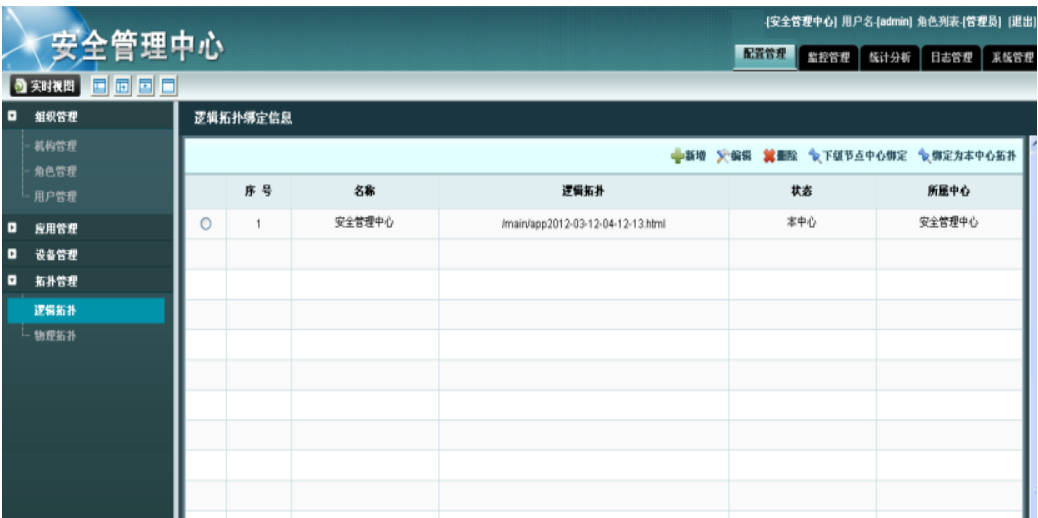 [安全管理中心] 用户名-[admin] 角色列表-[管理员] [退出]
安全管理中心
配置管理 监控管理 统计分析 日志管理 系统管理
实时视图
组织管理
机构管理
角色管理
用户管理
应用管理
设备管理
拓扑管理
逻辑拓扑
物理拓扑
逻辑拓扑绑定信息
新增 编辑 删除 下级节点中心绑定 绑定为本中心拓扑
序号 名称 逻辑拓扑 状态 所属中心
1 安全管理中心 /main/app2012-03-12-04-12-13.html 本中心 安全管理中心